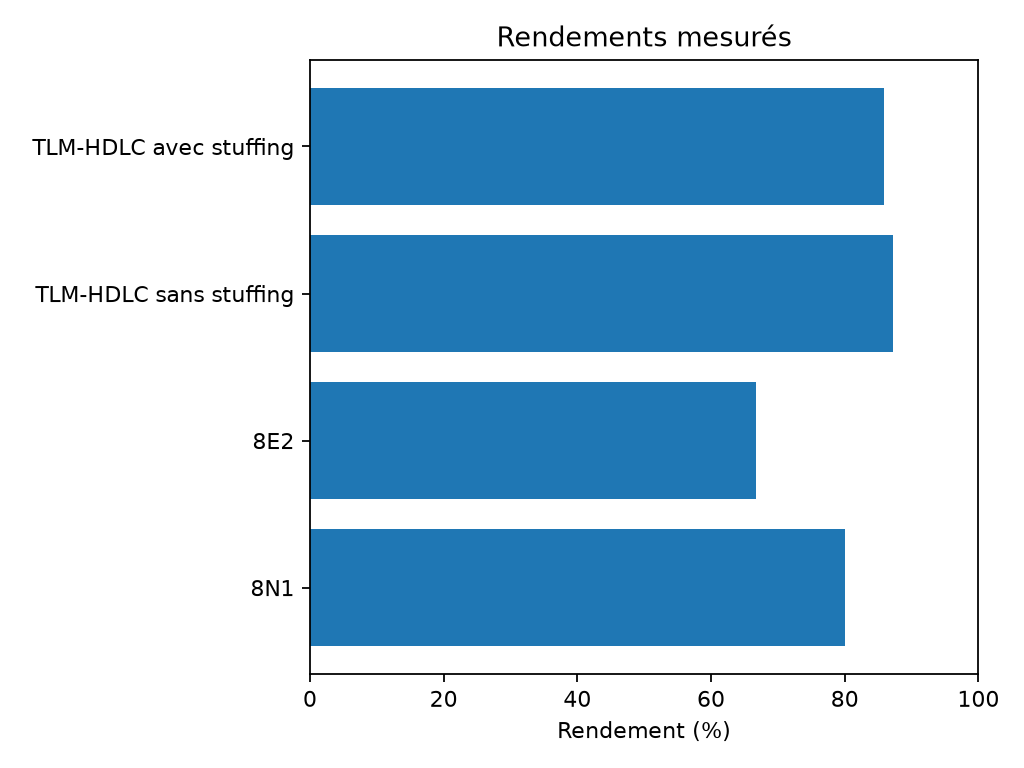 Rendements mesurés
TLM-HDLC avec stuffing
TLM-HDLC sans stuffing
8E2
8N1
0 20 40 60 80 100
Rendement (%)